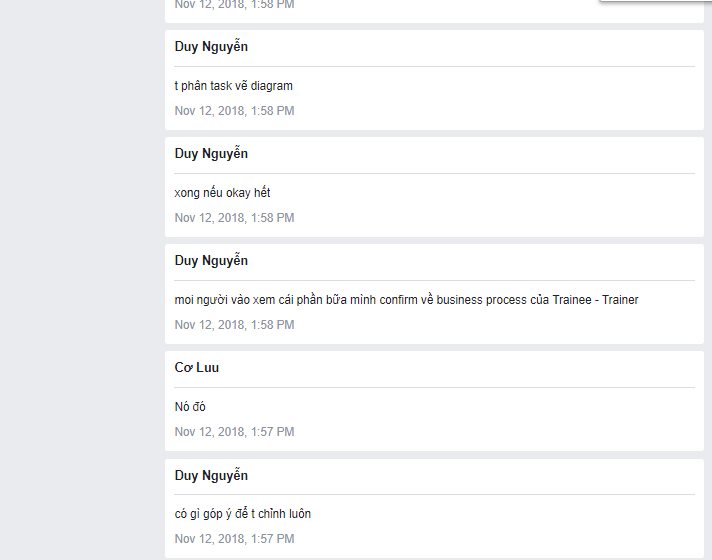 Nov 12, 2018, 1:58 PM
Duy Nguyễn
t phân task vẽ diagram
Nov 12, 2018, 1:58 PM
Duy Nguyễn
xong nếu okay hết
Nov 12, 2018, 1:58 PM
Duy Nguyễn
moi người vào xem cái phần bữa mình confirm về business process của Trainee - Trainer
Nov 12, 2018, 1:58 PM
Cơ Luu
Nó đó
Nov 12, 2018, 1:57 PM
Duy Nguyễn
có gì góp ý để t chỉnh luôn
Nov 12, 2018, 1:57 PM